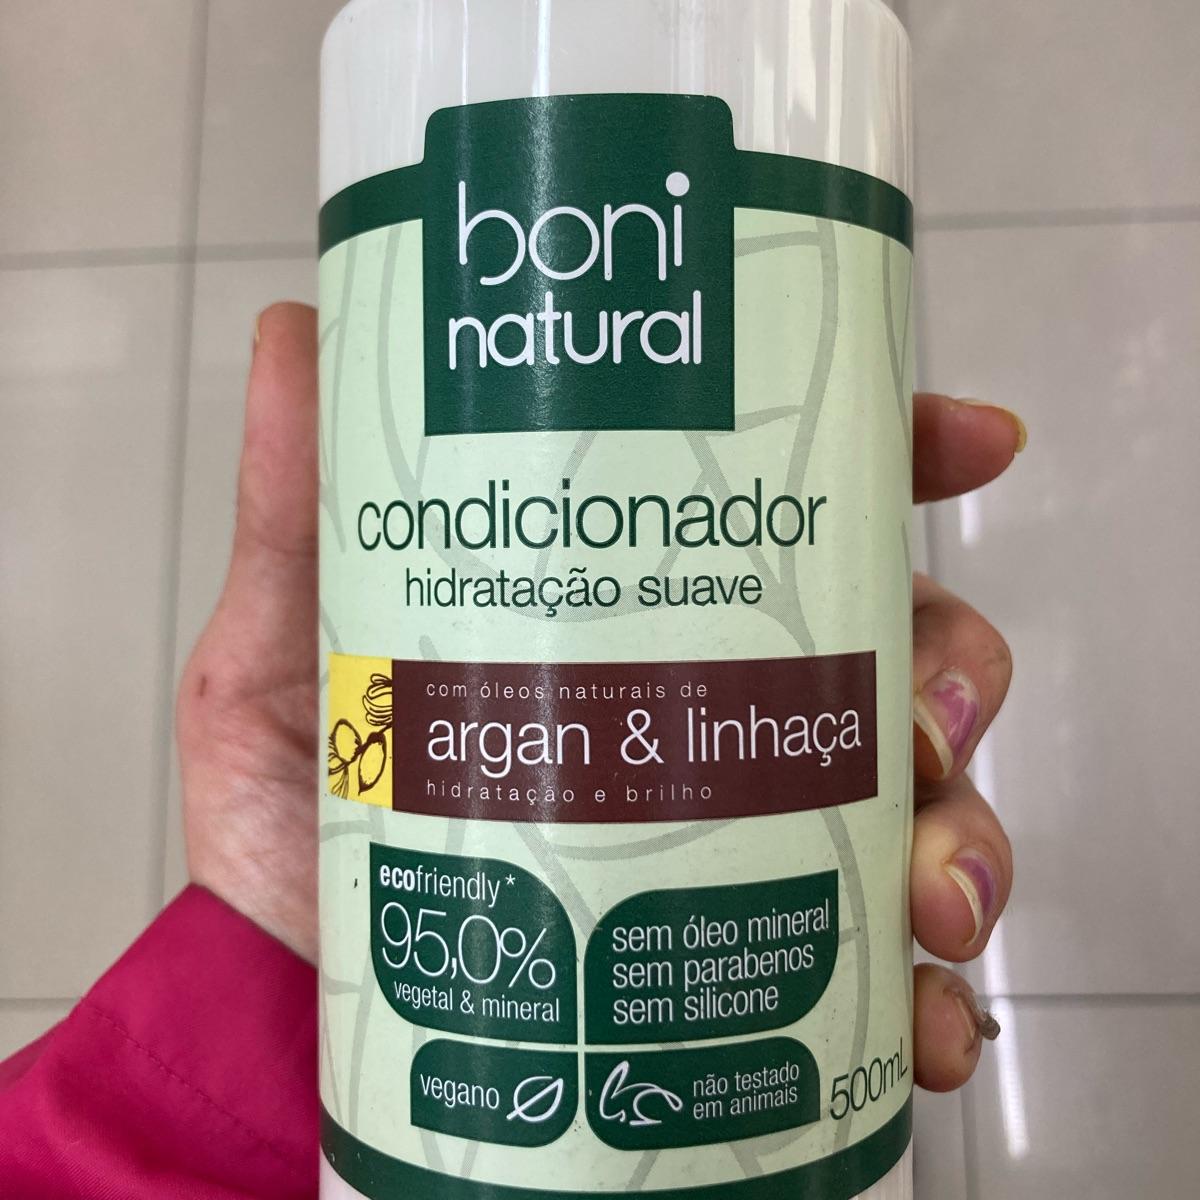 boni
natural
condicionador
hidratação suave
com óleos naturais de
argan & linhaça
hidratação e brilho
ecofriendly*
95,0%
vegetal & mineral
sem óleo mineral
sem parabenos
sem silicone
vegano
não testado
em animais
500mL